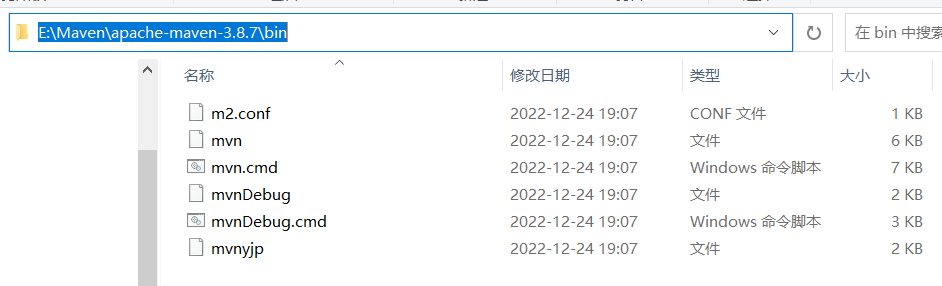 E:\Maven\apache-maven-3.8.7\bin
在 bin 中搜索
名称 修改日期 类型 大小
m2.conf 2022-12-24 19:07 CONF 文件 1 KB
mvn 2022-12-24 19:07 文件 6 KB
mvn.cmd 2022-12-24 19:07 Windows 命令脚本 7 KB
mvnDebug 2022-12-24 19:07 文件 2 KB
mvnDebug.cmd 2022-12-24 19:07 Windows 命令脚本 3 KB
mvnyjp 2022-12-24 19:07 文件 2 KB